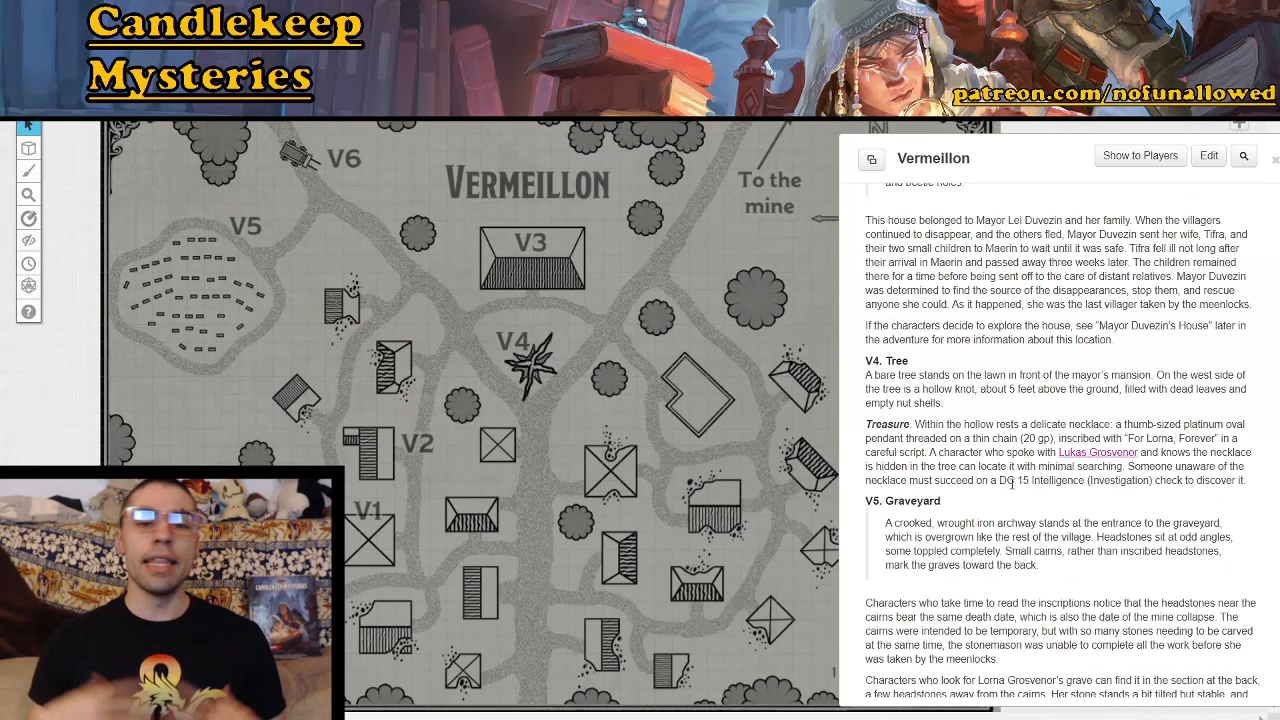 Candlekeep
Mysteries
patreon.com/nofunallowed
V6
VERMEILLON
To the
mine
V5
V3
V4
V2
V1
Vermeillon
Show to Players
Edit
and beetle holes.
This house belonged to Mayor Lei Duvezin and her family. When the villagers
continued to disappear, and the others fled, Mayor Duvezin sent her wife, Tifra, and
their two small children to Maerin to wait until it was safe. Tifra fell ill not long after
their arrival in Maerin and passed away three weeks later. The children remained
there for a time before being sent off to the care of distant relatives. Mayor Duvezin
was determined to find the source of the disappearances, stop them, and rescue
anyone she could. As it happened, she was the last villager taken by the meenlocks.
If the characters decide to explore the house, see "Mayor Duvezin's House" later in
the adventure for more information about this location.
V4. Tree
A bare tree stands on the lawn in front of the mayor's mansion. On the west side of
the tree is a hollow knot, about 5 feet above the ground, filled with dead leaves and
empty nut shells.
Treasure. Within the hollow rests a delicate necklace: a thumb-sized platinum oval
pendant threaded on a thin chain (20 gp), inscribed with "For Lorna, Forever" in a
careful script. A character who spoke with Lukas Grosvenor and knows the necklace
is hidden in the tree can locate it with minimal searching. Someone unaware of the
necklace must succeed on a DC 15 Intelligence (Investigation) check to discover it.
V5. Graveyard
A crooked, wrought iron archway stands at the entrance to the graveyard,
which is overgrown like the rest of the village. Headstones sit at odd angles,
some toppled completely. Small cairns, rather than inscribed headstones,
mark the graves toward the back.
Characters who take time to read the inscriptions notice that the headstones near the
cairns bear the same death date, which is also the date of the mine collapse. The
cairns were intended to be temporary, but with so many stones needing to be carved
at the same time, the stonemason was unable to complete all the work before she
was taken by the meenlocks.
Characters who look for Lorna Grosvenor's gravestone find it in the section at the back,
a few headstones away from the cairns. Her stone stands a bit tilted but stable and